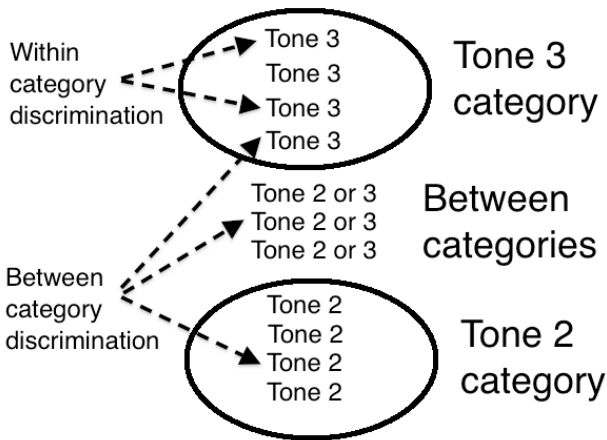 Within
category
discrimination
Tone 3
Tone 3
Tone 3
Tone 3
Tone 3
category
Tone 2 or 3
Tone 2 or 3
Tone 2 or 3
Between
categories
Between
category
discrimination
Tone 2
Tone 2
Tone 2
Tone 2
Tone 2
category